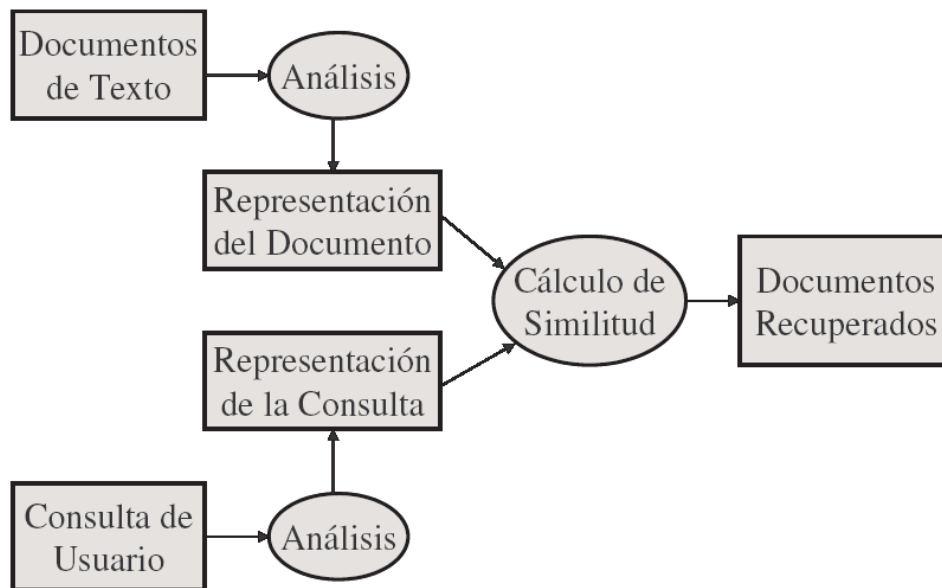 Documentos
de Texto
Análisis
Representación
del Documento
Cálculo de
Similitud
Documentos
Recuperados
Representación
de la Consulta
Consulta de
Usuario
Análisis